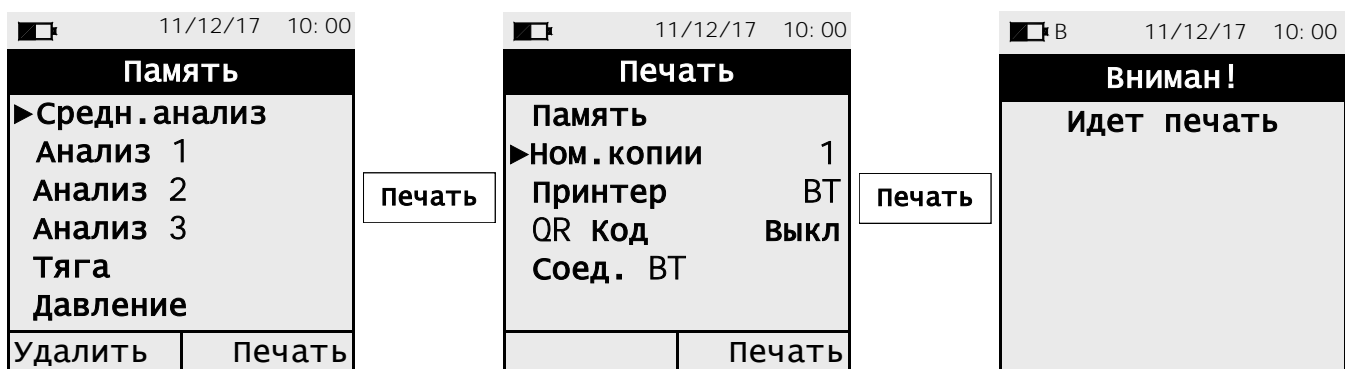 11/12/17 10:00
Память
►Средн.анализ
Анализ 1
Анализ 2
Анализ 3
Тяга
Давление
Удалить Печать
Печать
11/12/17 10:00
Печать
Память
►Ном.копии 1
Принтер BT
QR Код Выкл
Соед. BT
Печать
Печать
B 11/12/17 10:00
Вниман!
Идет печать